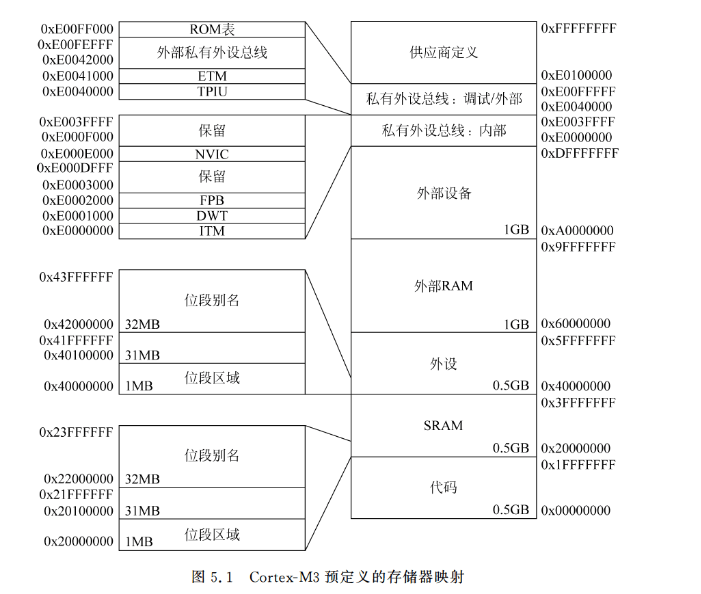 0xE00FF000 ROM表
0xE00FEFFF
外部私有外设总线
0xE0042000
0xE0041000 ETM
0xE0040000 TPIU
0xE003FFFF
保留
0xE000F000
0xE000E000 NVIC
0xE000DFFF
保留
0xE0003000
0xE0002000 FPB
0xE0001000 DWT
0xE0000000 ITM
0x43FFFFFF
位段别名
0x42000000 32MB
0x41FFFFFF
0x40100000 31MB
位段区域
0x40000000 1MB
0x23FFFFFF
位段别名
0x22000000 32MB
0x21FFFFFF
0x20100000 31MB
位段区域
0x20000000 1MB
0xFFFFFFFF
供应商定义
0xE0100000
0xE00FFFFF
私有外设总线：调试/外部
0xE0040000
0xE003FFFF
私有外设总线：内部
0xE0000000
0xDFFFFFFF
外部设备
1GB 0xA0000000
0x9FFFFFFF
外部RAM
1GB 0x60000000
0x5FFFFFFF
外设
0.5GB 0x40000000
0x3FFFFFFF
SRAM
0.5GB 0x20000000
0x1FFFFFFF
代码
0.5GB 0x00000000
图 5.1 Cortex-M3 预定义的存储器映射